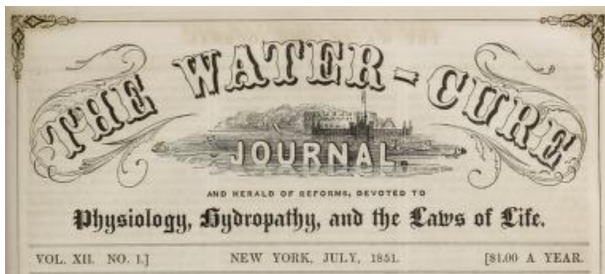 THE WATER-CURE
JOURNAL
AND HERALD OF REFORMS, DEVOTED TO
Physiology, Hydropathy, and the Laws of Life.
VOL. XII. NO. 1.] NEW YORK, JULY, 1851. [$1.00 A YEAR.